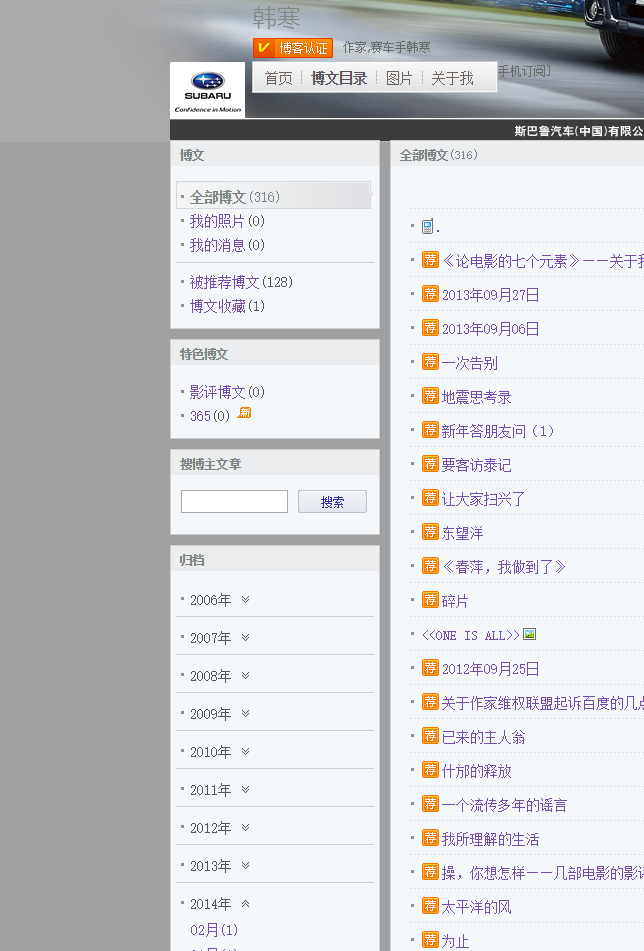 韩寒
博客认证 作家,赛车手韩寒
首页 博文目录 图片 关于我
手机订阅]
SUBARU
Confidence in Motion
斯巴鲁汽车(中国)有限公
博文
全部博文(316)
我的照片(0)
我的消息(0)
被推荐博文(128)
博文收藏(1)
特色博文
影评博文(0)
365(0) 新
搜博主文章
搜索
归档
2006年
2007年
2008年
2009年
2010年
2011年
2012年
2013年
2014年
02月(1)
全部博文(316)
.
荐《论电影的七个元素》——关于我
荐 2013年09月27日
荐 2013年09月06日
荐 一次告别
荐 地震思考录
荐 新年答朋友问（1）
荐 要客访泰记
荐 让大家扫兴了
荐 东望洋
荐《春萍，我做到了》
荐 碎片
<<ONE IS ALL>>
荐 2012年09月25日
荐 关于作家维权联盟起诉百度的几点
荐 已来的主人翁
荐 什邡的释放
荐 一个流传多年的谣言
荐 我所理解的生活
荐 操，你想怎样——几部电影的影评
荐 太平洋的风
荐 为止